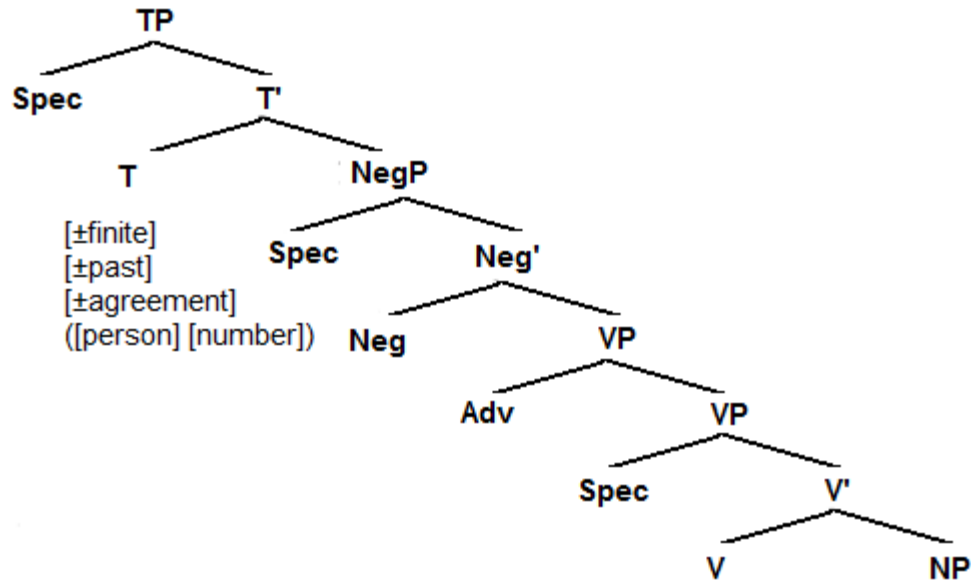 TP
Spec T'
T NegP
[±finite]
Spec Neg'
[±past]
[±agreement]
([person] [number]) Neg VP
Adv VP
Spec V'
V NP